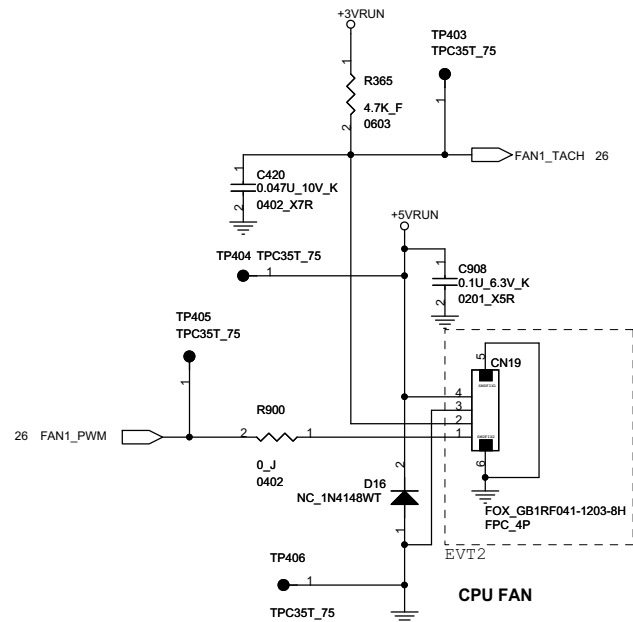 +3VRUN
TP403
TPC35T_75
1
R365
4.7K_F
0603
2
1
1
C420
0.047U_10V_K
0402_X7R
2
FAN1_TACH 26
+5VRUN
TP404 TPC35T_75
1
1
C908
0.1U_6.3V_K
0201_X5R
2
TP405
TPC35T_75
1
5
CN19
4
3
2
1
26 FAN1_PWM
2
R900
1
0_J
0402
2
D16
NC_1N4148WT
1
6
FOX_GB1RF041-1203-8H
FPC_4P
EVT2
TP406
1
TPC35T_75
CPU FAN